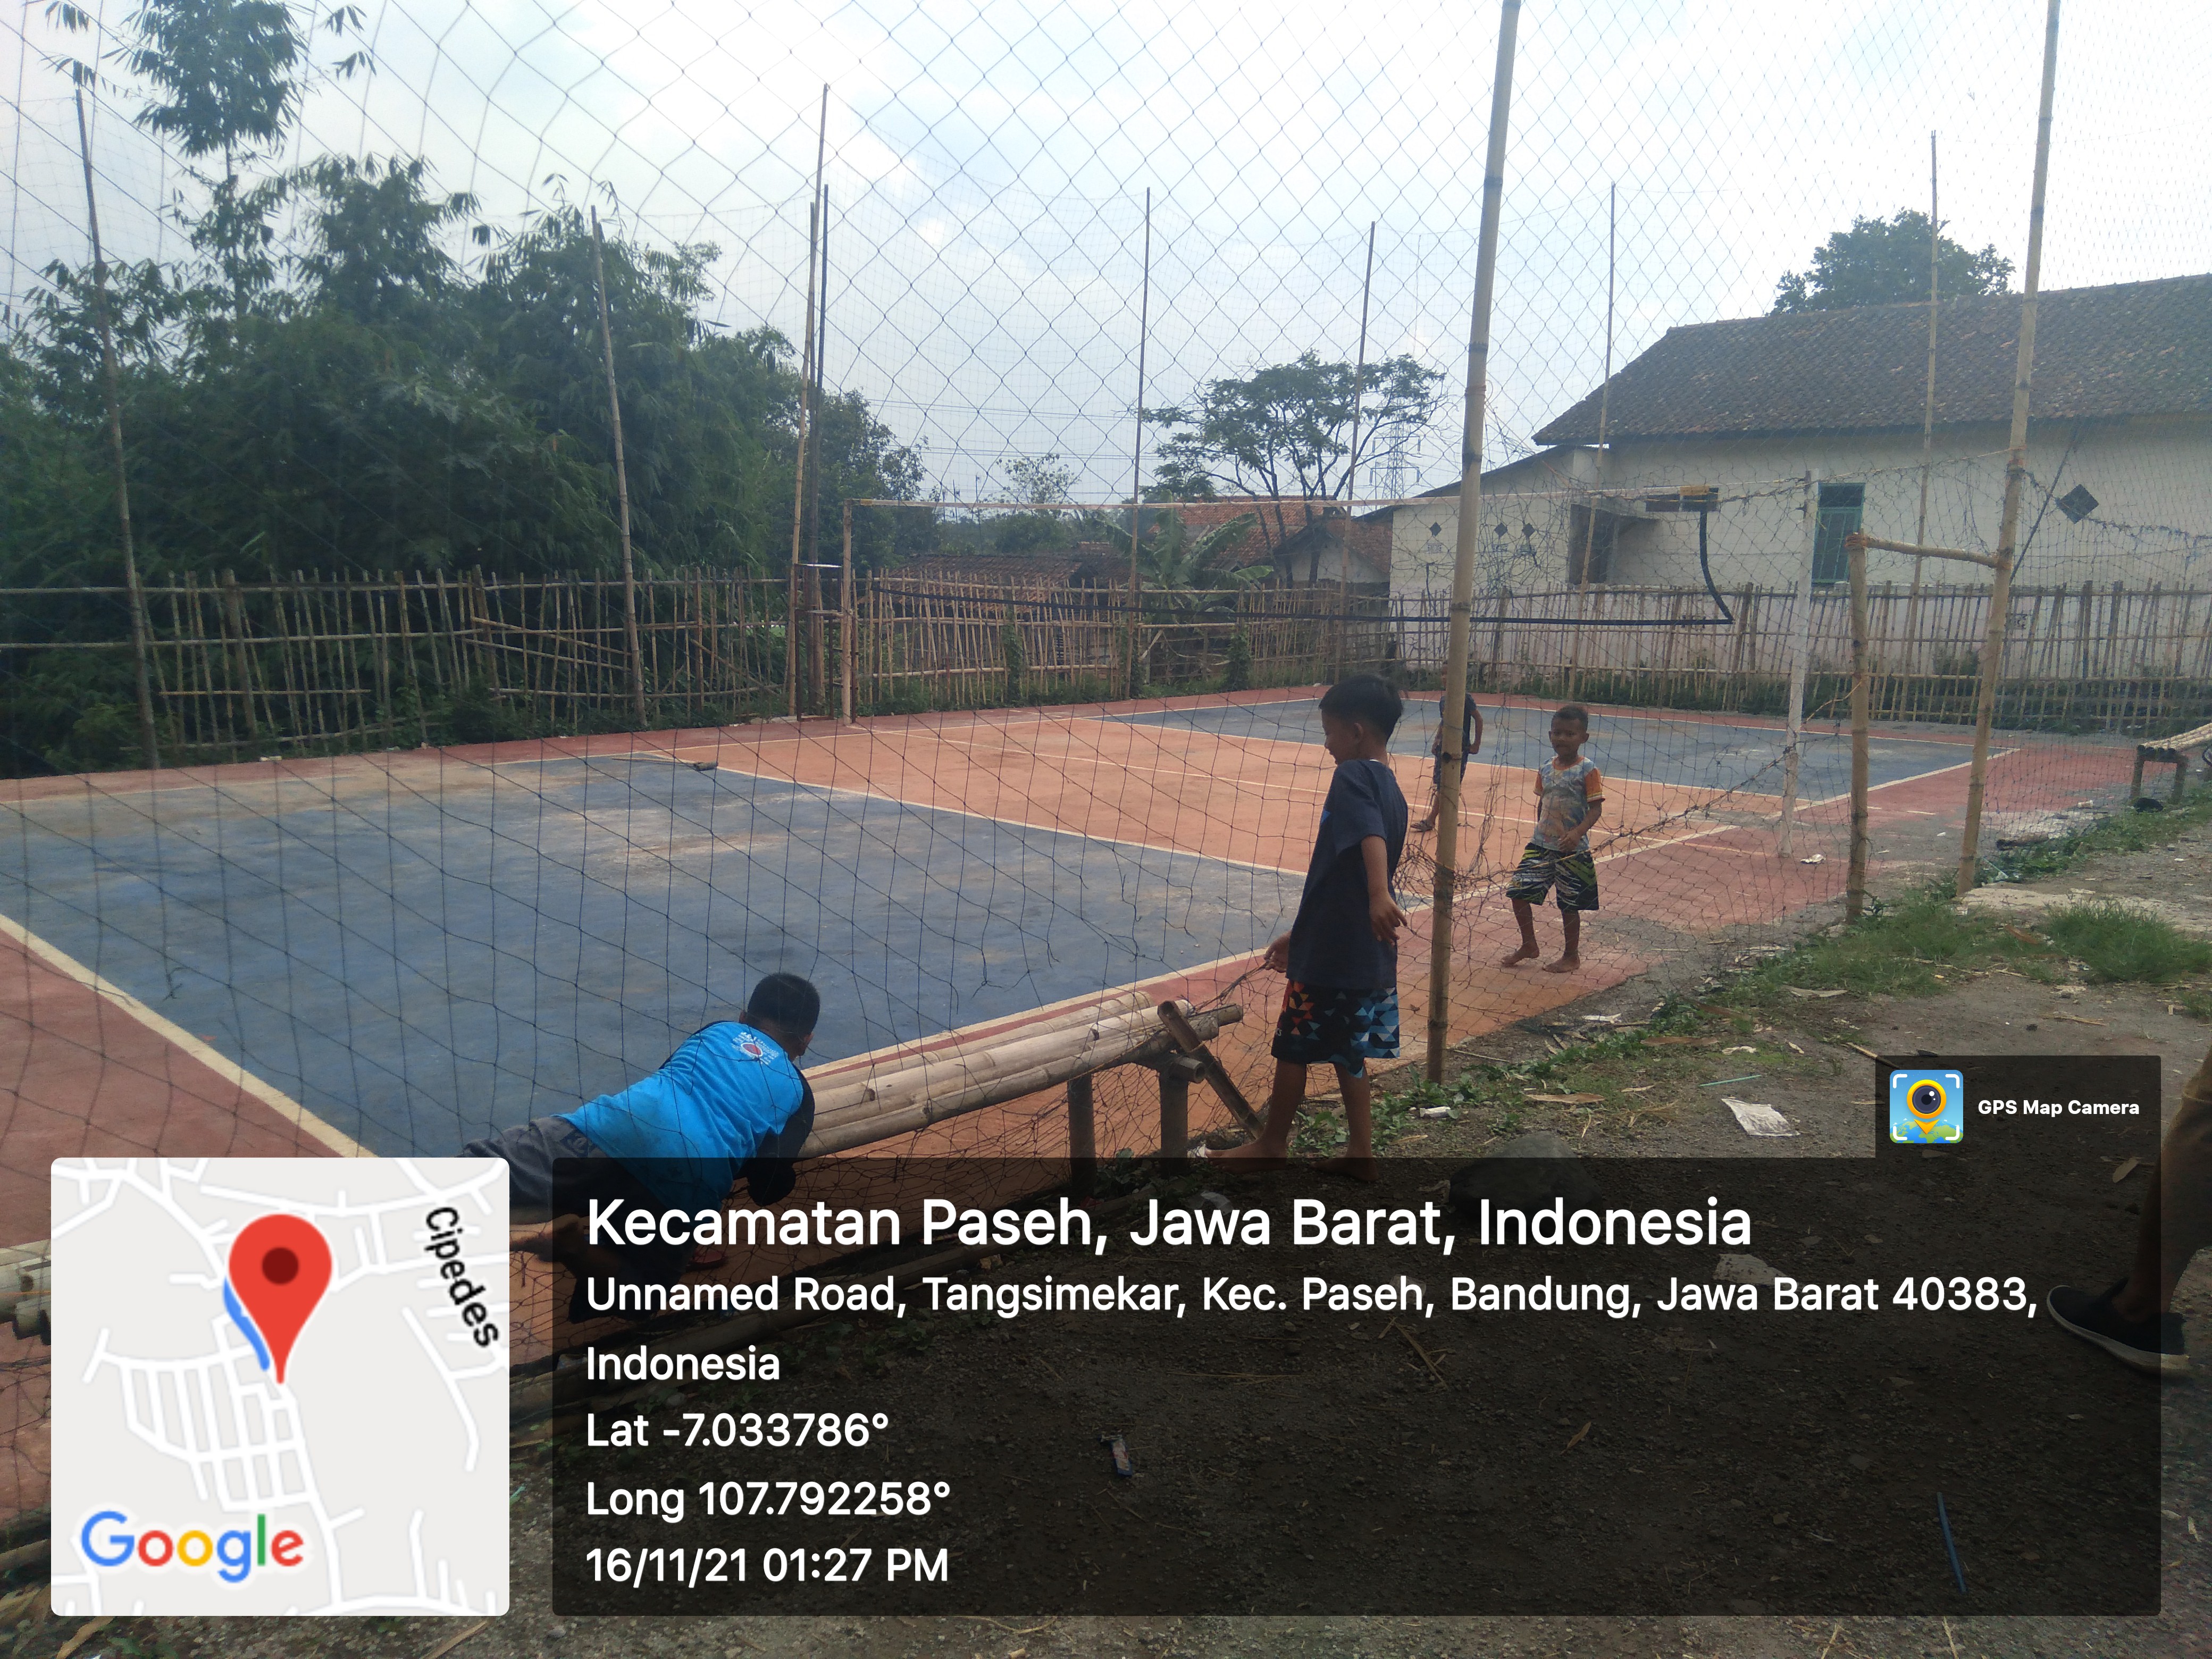 GPS Map Camera
Cipedes
Google
Kecamatan Paseh, Jawa Barat, Indonesia
Unnamed Road, Tangsimekar, Kec. Paseh, Bandung, Jawa Barat 40383,
Indonesia
Lat -7.033786°
Long 107.792258°
16/11/21 01:27 PM